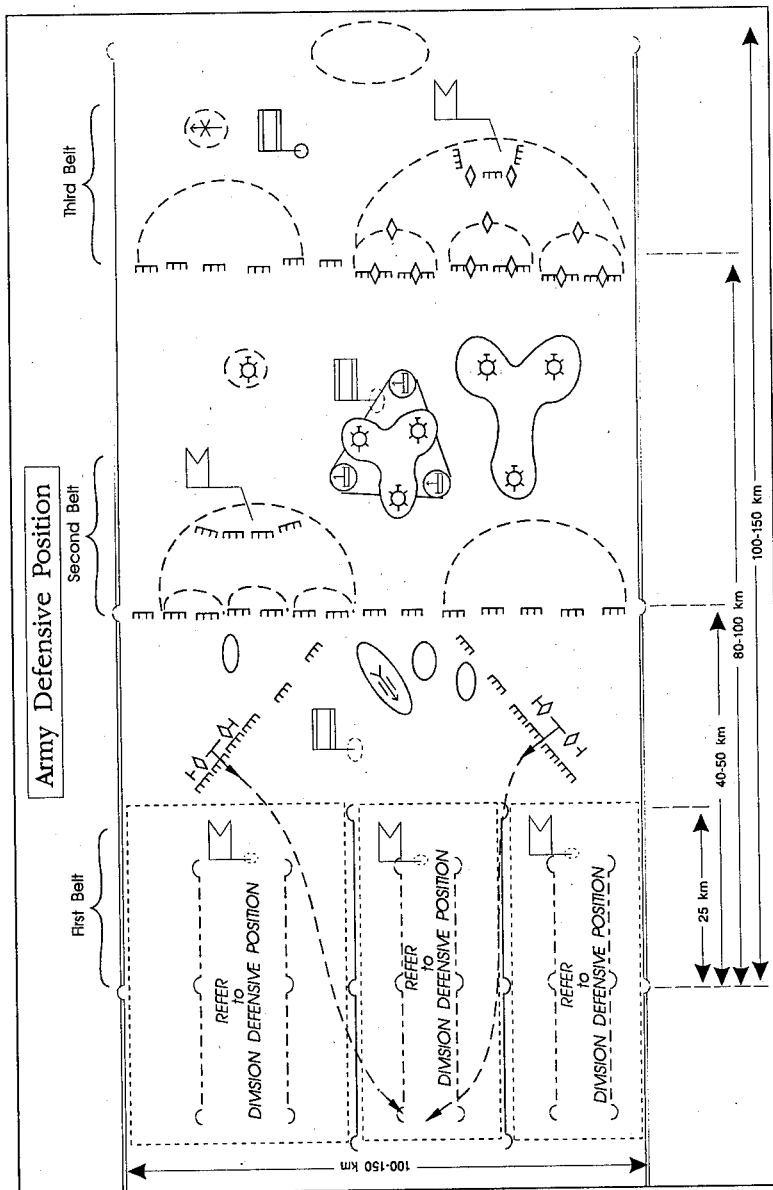 Army Defensive Position
First Belt
Second Belt
Third Belt
REFER
to
DIVISION DEFENSIVE POSITION
REFER
to
DIVISION DEFENSIVE POSITION
REFER
to
DIVISION DEFENSIVE POSITION
100-150 km
25 km
40-50 km
80-100 km
100-150 km